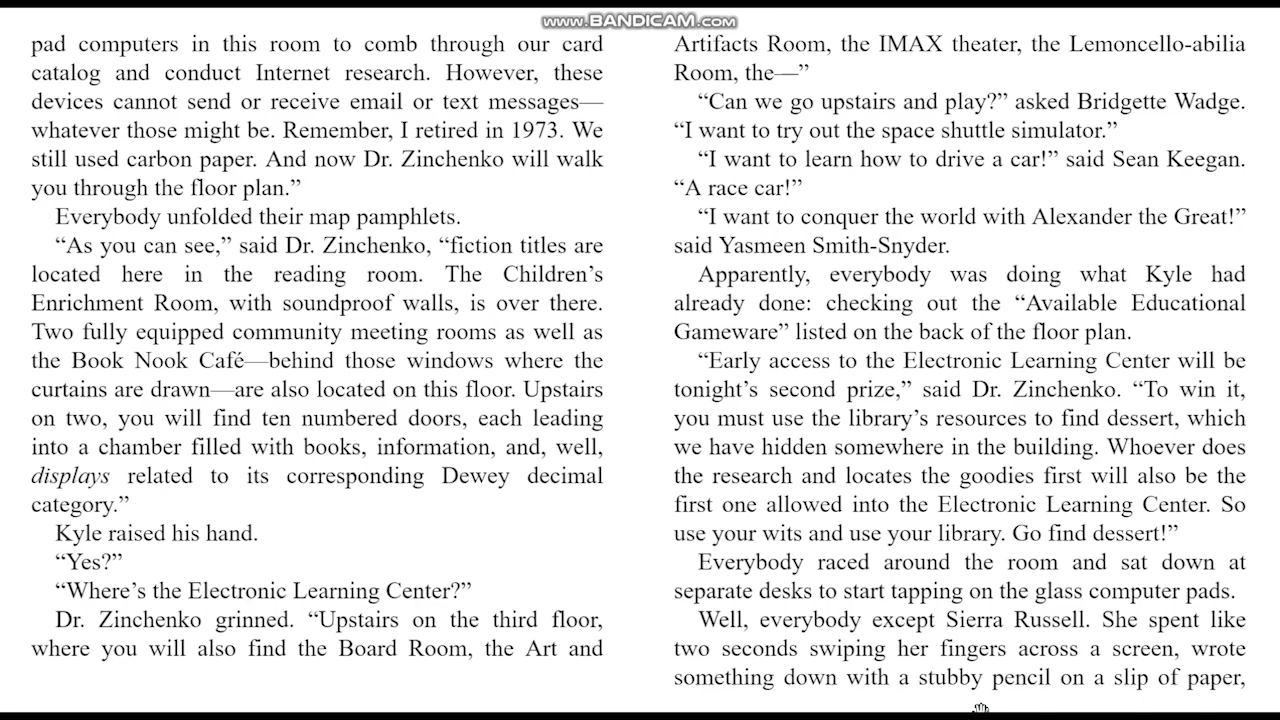 www.BANDICAM.com
pad computers in this room to comb through our card
catalog and conduct Internet research. However, these
devices cannot send or receive email or text messages—
whatever those might be. Remember, I retired in 1973. We
still used carbon paper. And now Dr. Zinchenko will walk
you through the floor plan.”
Everybody unfolded their map pamphlets.
“As you can see,” said Dr. Zinchenko, “fiction titles are
located here in the reading room. The Children’s
Enrichment Room, with soundproof walls, is over there.
Two fully equipped community meeting rooms as well as
the Book Nook Café—behind those windows where the
curtains are drawn—are also located on this floor. Upstairs
on two, you will find ten numbered doors, each leading
into a chamber filled with books, information, and, well,
displays related to its corresponding Dewey decimal
category.”
Kyle raised his hand.
“Yes?”
“Where’s the Electronic Learning Center?”
Dr. Zinchenko grinned. “Upstairs on the third floor,
where you will also find the Board Room, the Art and
Artifacts Room, the IMAX theater, the Lemoncello-abilia
Room, the—”
“Can we go upstairs and play?” asked Bridgette Wadge.
“I want to try out the space shuttle simulator.”
“I want to learn how to drive a car!” said Sean Keegan.
“A race car!”
“I want to conquer the world with Alexander the Great!”
said Yasmeen Smith-Snyder.
Apparently, everybody was doing what Kyle had
already done: checking out the “Available Educational
Gameware” listed on the back of the floor plan.
“Early access to the Electronic Learning Center will be
tonight’s second prize,” said Dr. Zinchenko. “To win it,
you must use the library’s resources to find dessert, which
we have hidden somewhere in the building. Whoever does
the research and locates the goodies first will also be the
first one allowed into the Electronic Learning Center. So
use your wits and use your library. Go find dessert!”
Everybody raced around the room and sat down at
separate desks to start tapping on the glass computer pads.
Well, everybody except Sierra Russell. She spent like
two seconds swiping her fingers across a screen, wrote
something down with a stubby pencil on a slip of paper,